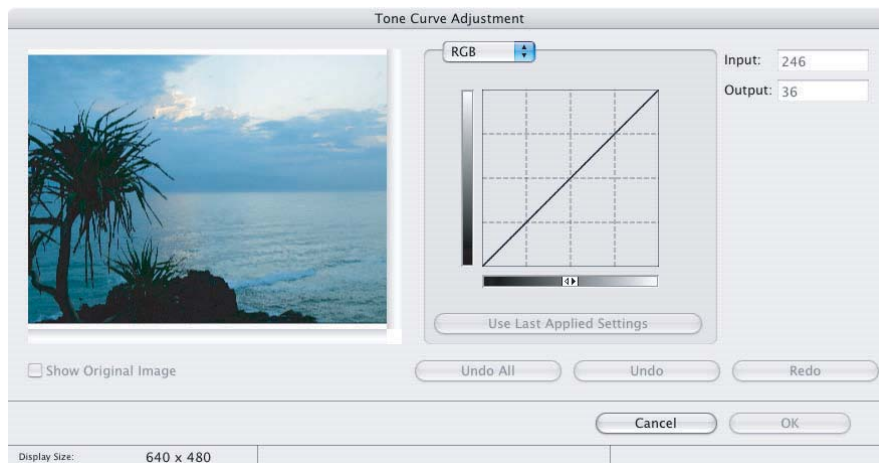 Tone Curve Adjustment
RGB
Input: 246
Output: 36
Use Last Applied Settings
Show Original Image
Undo All
Undo
Redo
Cancel
OK
Display Size: 640 x 480